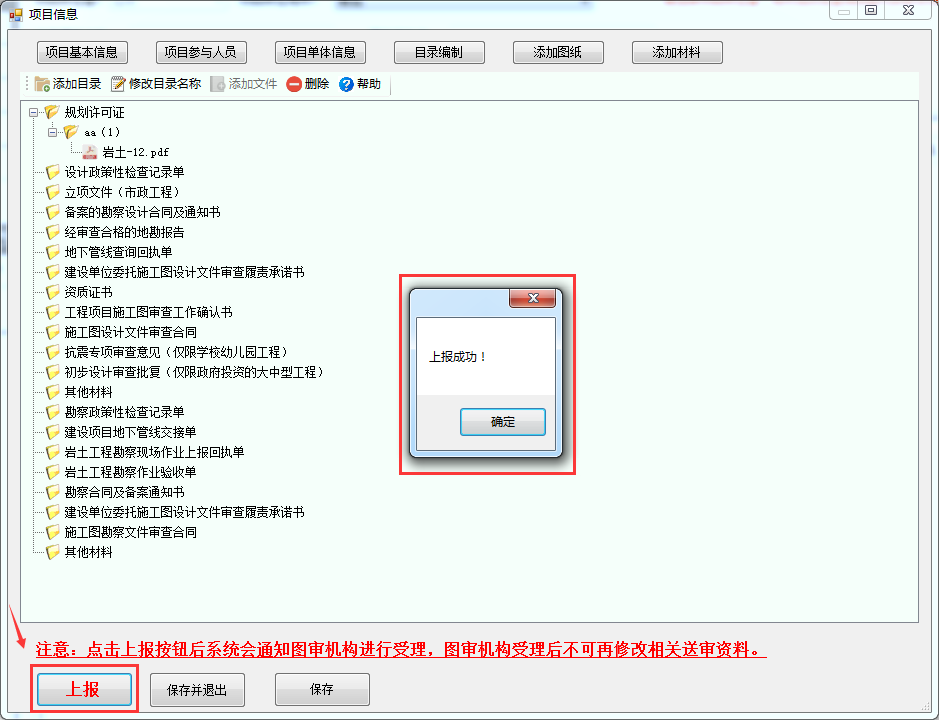 项目信息
项目基本信息 项目参与人员 项目单体信息 目录编制 添加图纸 添加材料
添加目录 修改目录名称 添加文件 删除 帮助
规划许可证
aa（1）
岩土-12.pdf
设计政策性检查记录单
立项文件（市政工程）
备案的勘察设计合同及通知书
经审查合格的地勘报告
地下管线查询回执单
建设单位委托施工图设计文件审查履责承诺书
资质证书
工程项目施工图审查工作确认书
施工图设计文件审查合同
抗震专项审查意见（仅限学校幼儿园工程）
初步设计审查批复（仅限政府投资的大中型工程）
其他材料
勘察政策性检查记录单
建设项目地下管线交接单
岩土工程勘察现场作业上报回执单
岩土工程勘察作业验收单
勘察合同及备案通知书
建设单位委托施工图设计文件审查履责承诺书
施工图勘察文件审查合同
其他材料
上报成功！
确定
注意：点击上报按钮后系统会通知图审机构进行受理，图审机构受理后不可再修改相关送审资料。
上报 保存并退出 保存